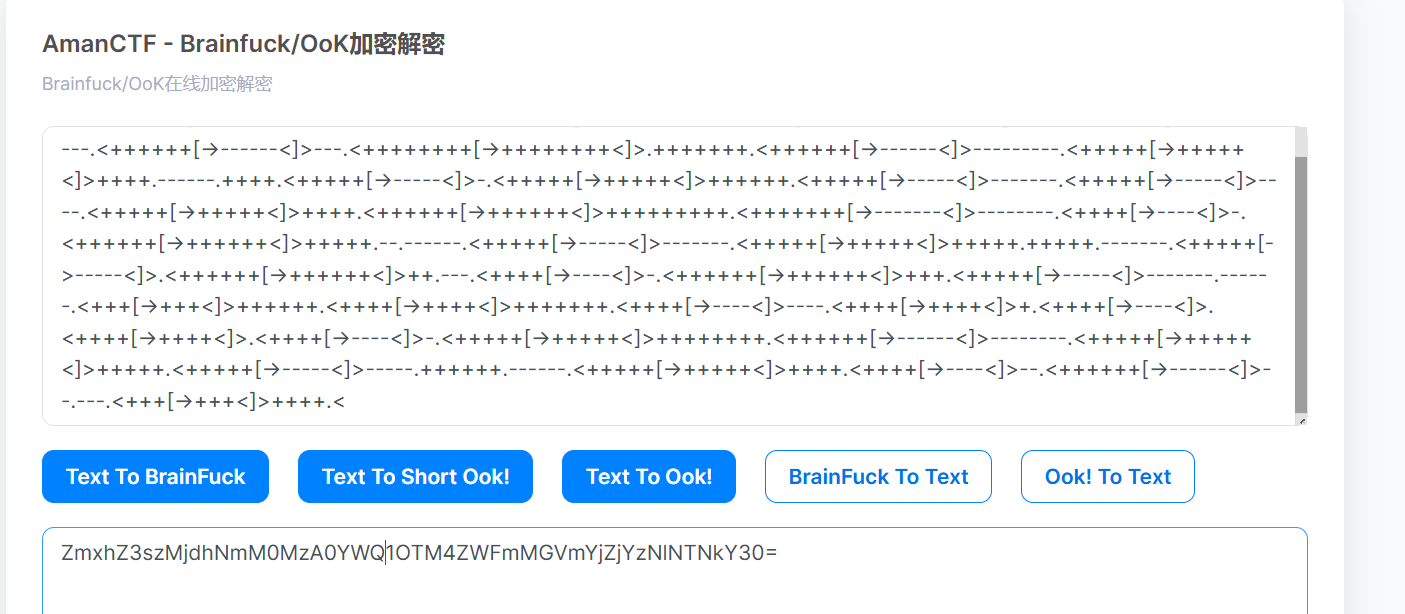 AmanCTF - Brainfuck/OoK加密解密
Brainfuck/OoK在线加密解密
---.<++++++[->------<]>---.<++++++++[->++++++++<]>.+++++++.<++++++[->------<]>---------.<+++++[->+++++
<]>++++.------.++++.<+++++[->-----<]>-.<+++++[->+++++<]>++++++.<+++++[->-----<]>-------.<+++++[->-----<]>--
--.<+++++[->+++++<]>++++.<++++++[->++++++<]>+++++++++.<+++++++[->-------<]>--------.<++++[->----<]>-.
<++++++[->++++++<]>+++++.--.------.<+++++[->-----<]>-------.<+++++[->+++++<]>+++++.+++++.-------.<+++++[-
>-----<]>.<++++++[->++++++<]>++.---.<++++[->----<]>-.<++++++[->++++++<]>+++.<+++++[->-----<]>-------.-----
-.<+++[->+++<]>++++++.<++++[->++++<]>+++++++.<++++[->----<]>----.<++++[->++++<]>+.<++++[->----<]>.
<++++[->++++<]>.<++++[->----<]>-.<+++++[->+++++<]>++++++++.<++++++[->------<]>--------.<+++++[->+++++
<]>+++++.<+++++[->-----<]>-----.++++++.------.<+++++[->+++++<]>++++.<++++[->----<]>--.<++++++[->------<]>-
-.---.<+++[->+++<]>++++.<
Text To BrainFuck
Text To Short Ook!
Text To Ook!
BrainFuck To Text
Ook! To Text
ZmxhZ3szMjdhNmM0MzA0YWQ1OTM4ZWFmMGVmYjZjYzNlNTNkY30=